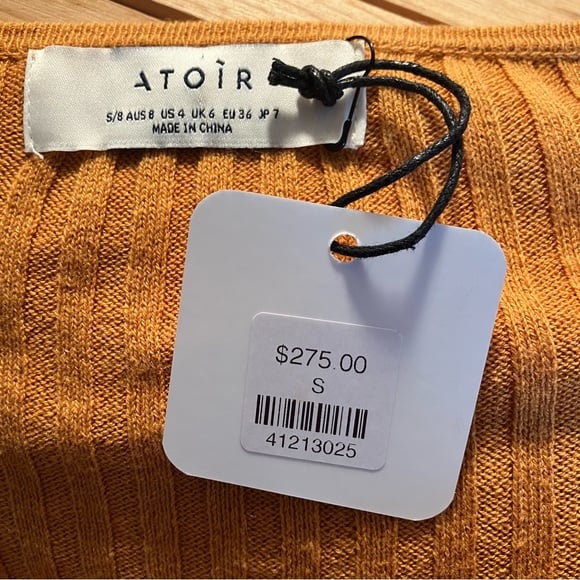 ATOÌR
S/8 AUS 8 US 4 UK 6 EU 36 JP 7
MADE IN CHINA
$275.00
S
41213025